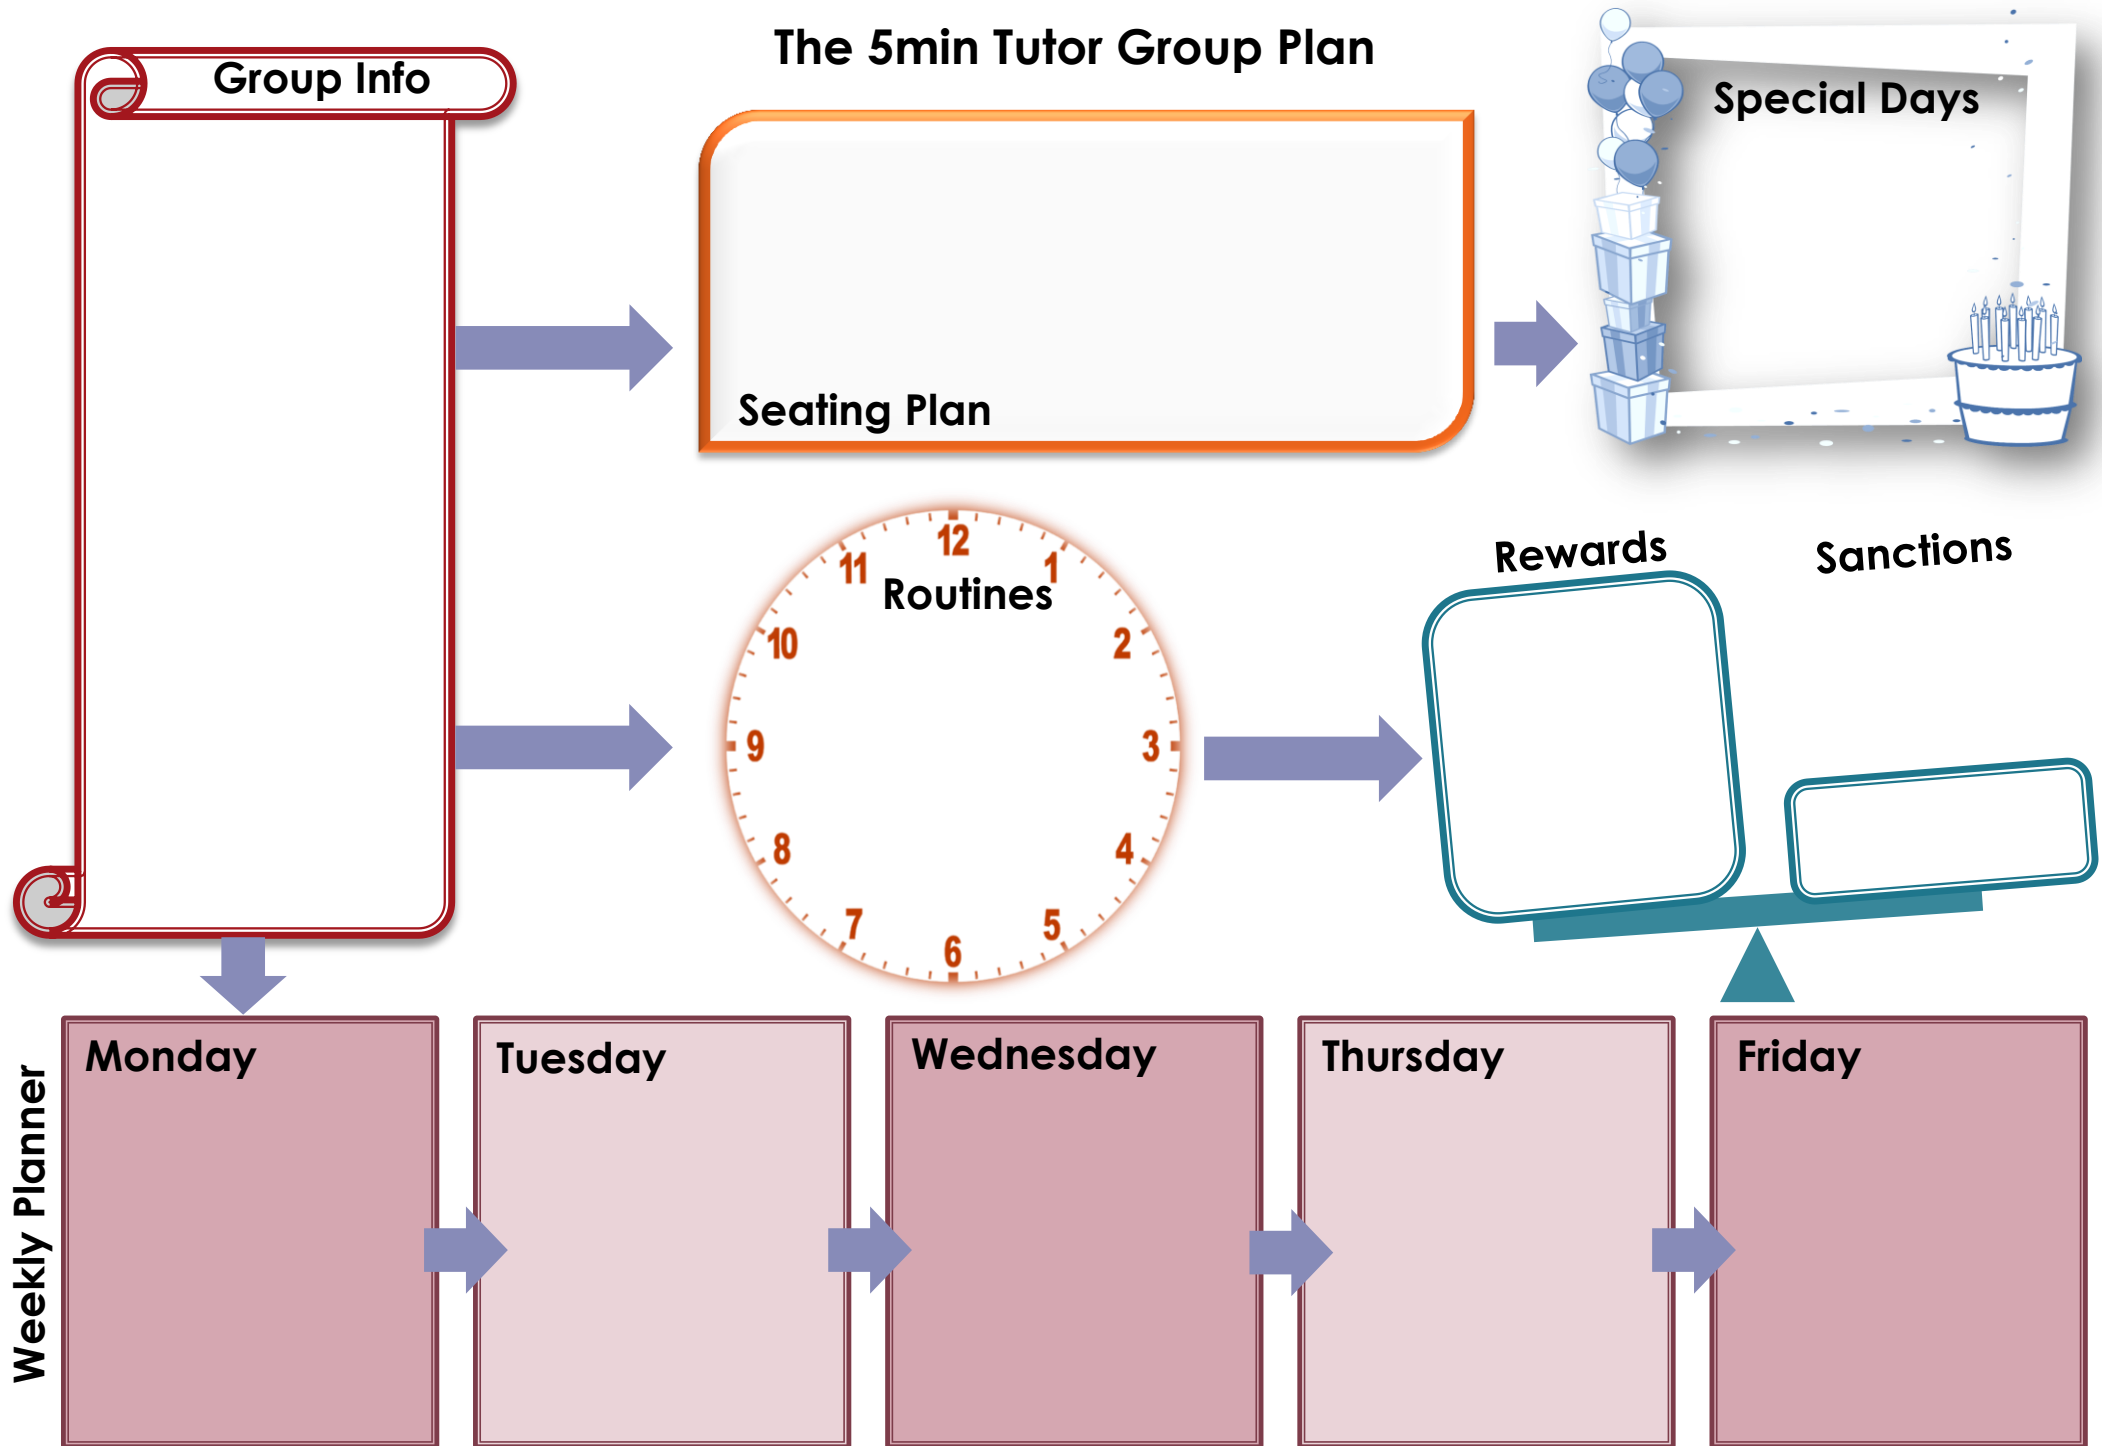 The 5min Tutor Group Plan
Group Info
Special Days
Seating Plan
12
1
2
3
4
5
6
7
8
9
10
11
Routines
Rewards
Sanctions
Weekly Planner
Monday
Tuesday
Wednesday
Thursday
Friday